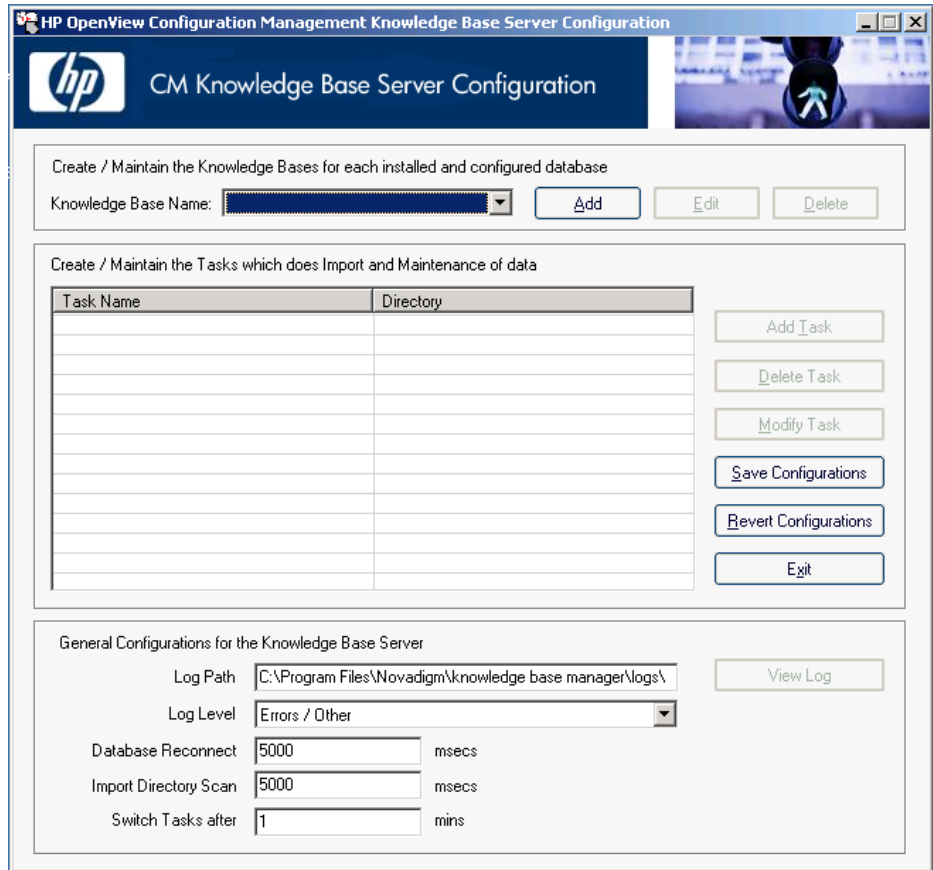 HP OpenView Configuration Management Knowledge Base Server Configuration
hp
CM Knowledge Base Server Configuration
Create / Maintain the Knowledge Bases for each installed and configured database
Knowledge Base Name:
Add
Edit
Delete
Create / Maintain the Tasks which does Import and Maintenance of data
Task Name
Directory
Add Task
Delete Task
Modify Task
Save Configurations
Revert Configurations
Exit
General Configurations for the Knowledge Base Server
Log Path
C:\Program Files\Novadigm\knowledge base manager\logs\
View Log
Log Level
Errors / Other
Database Reconnect
5000
msecs
Import Directory Scan
5000
msecs
Switch Tasks after
1
mins